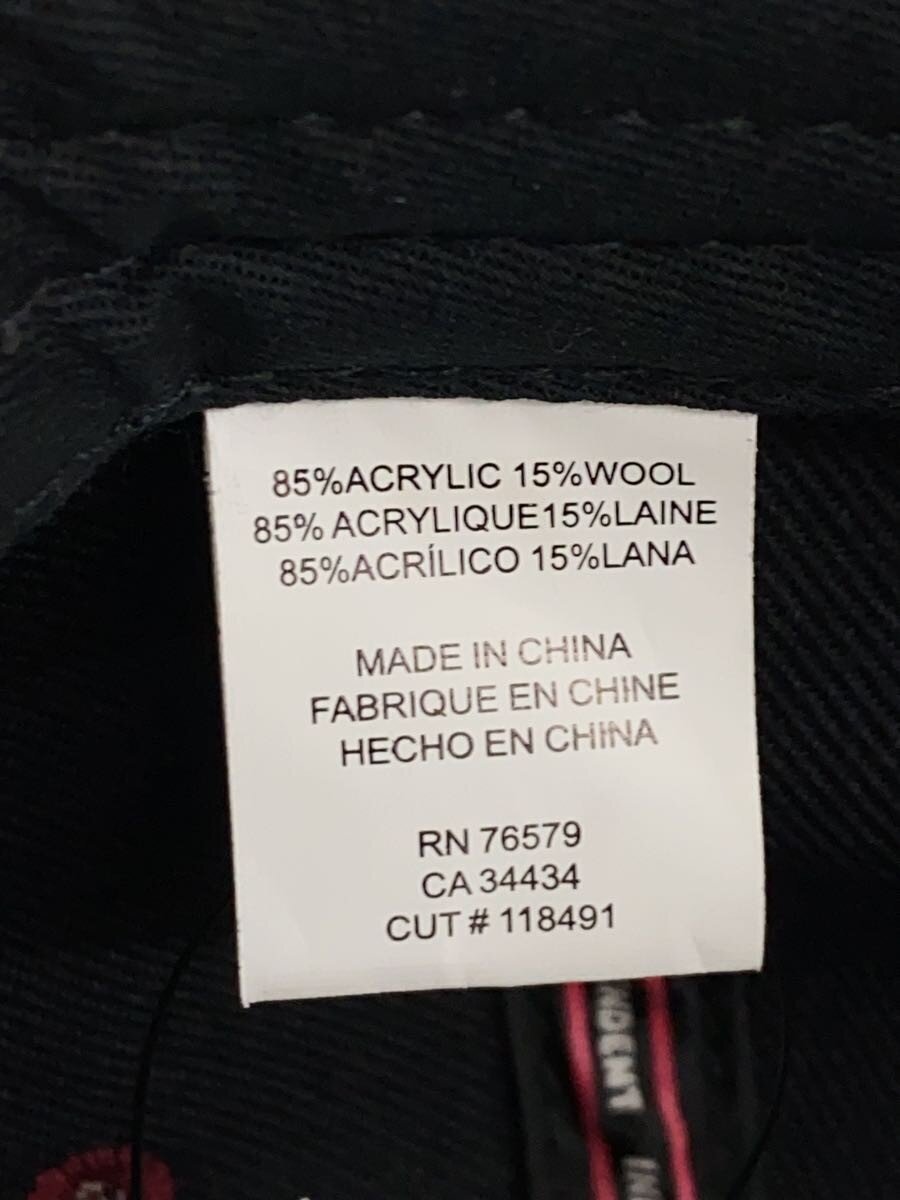 85%ACRYLIC 15%WOOL
85% ACRYLIQUE15%LAINE
85%ACRÍLICO 15%LANA
MADE IN CHINA
FABRIQUE EN CHINE
HECHO EN CHINA
RN 76579
CA 34434
CUT # 118491